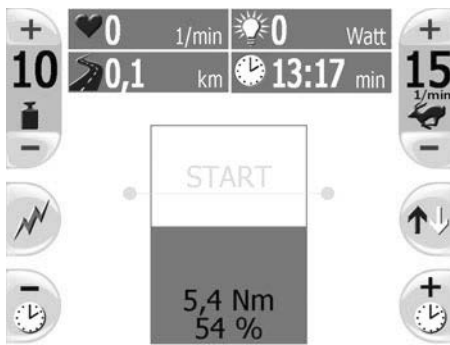 +
10
−
0 1/min
0 Watt
0,1 km
13:17 min
+
15
1/min
−
START
5,4 Nm
54 %
−
+